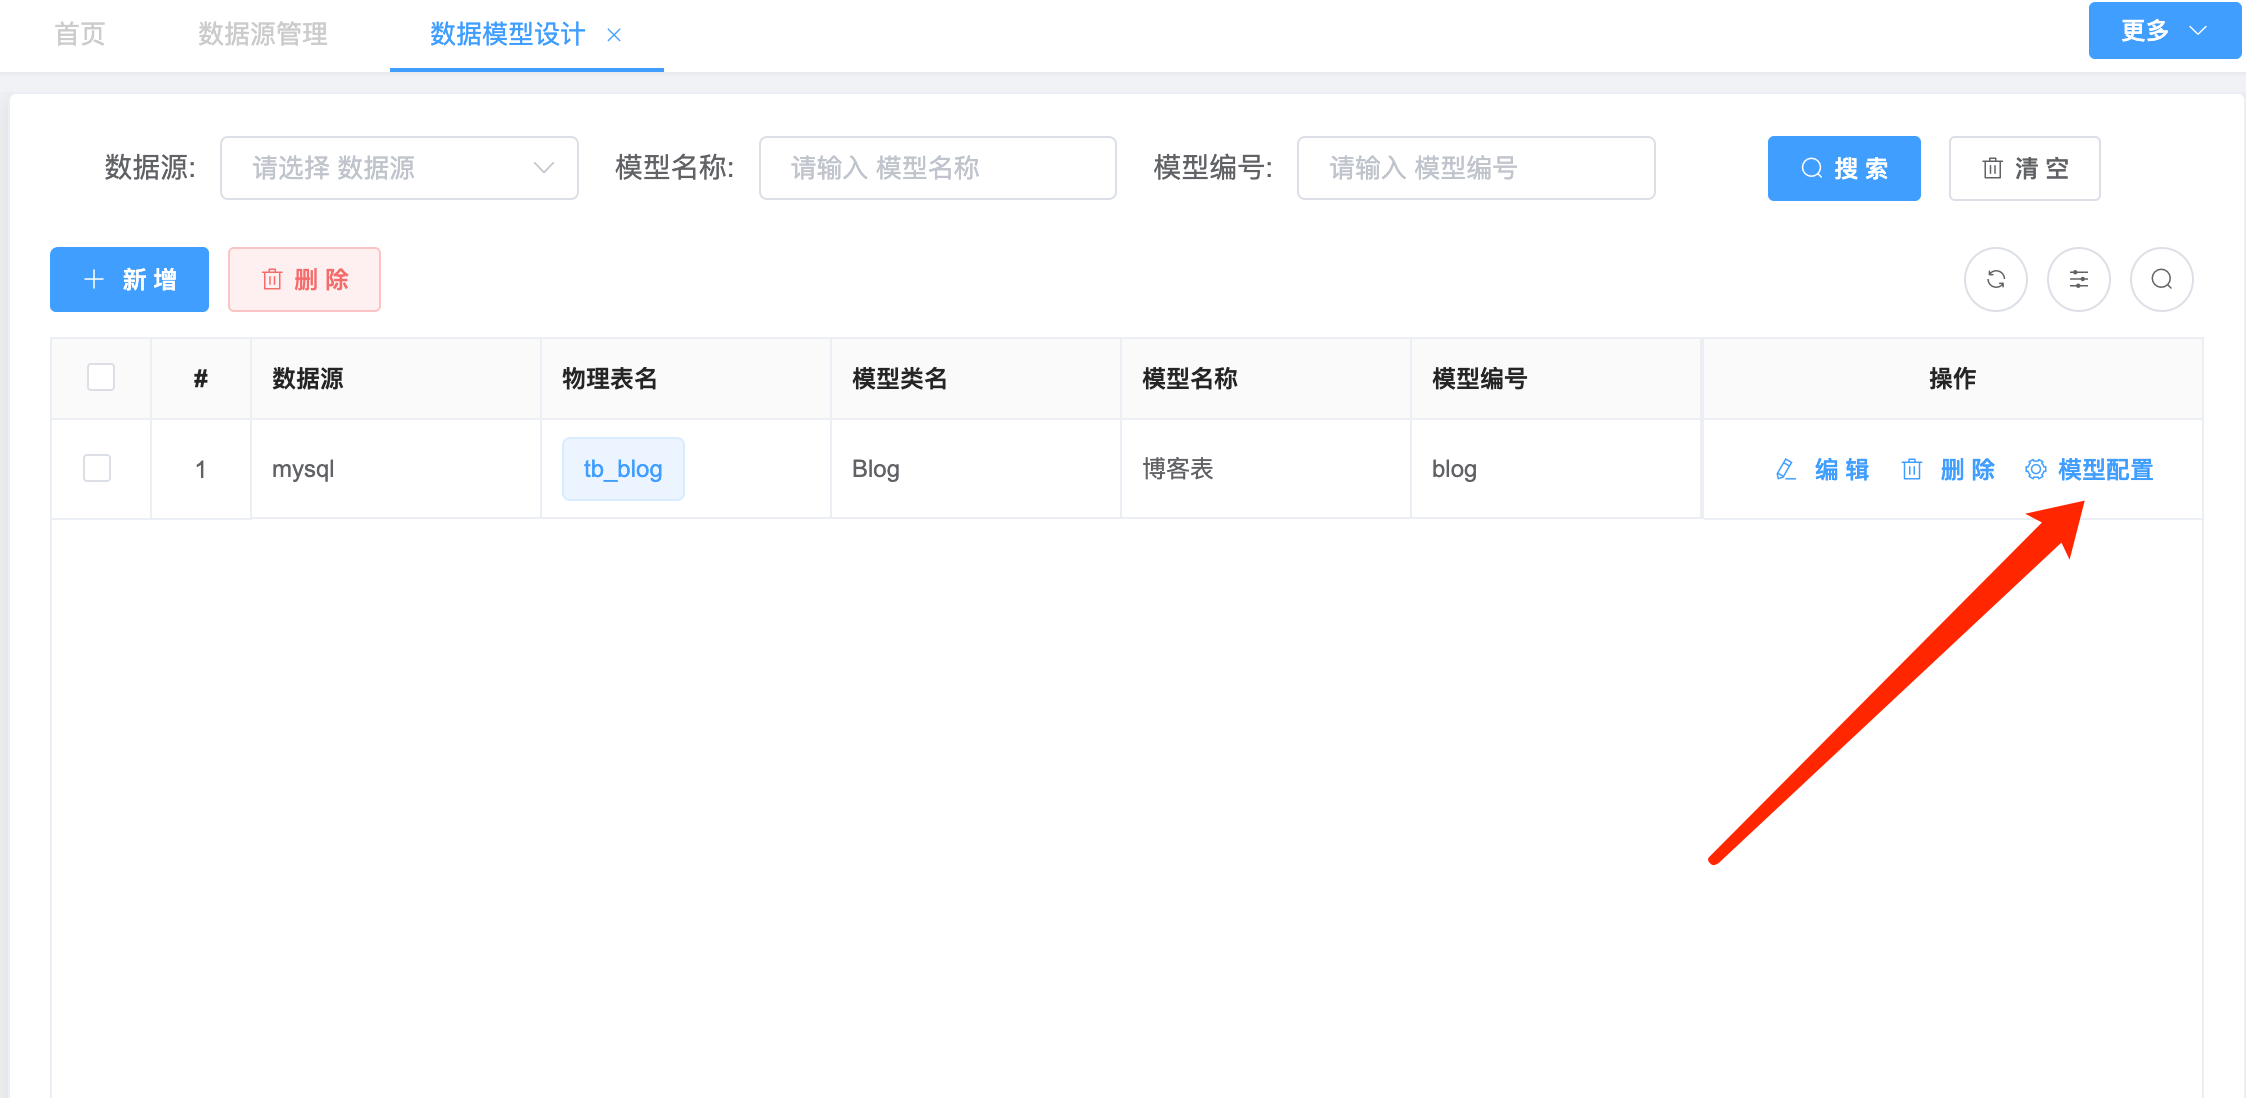 首页 数据源管理 数据模型设计 更多
数据源: 请选择 数据源 模型名称: 请输入 模型名称 模型编号: 请输入 模型编号 搜 索 清 空
新 增 删 除
# 数据源 物理表名 模型类名 模型名称 模型编号 操作
1 mysql tb_blog Blog 博客表 blog 编 辑 删 除 模型配置